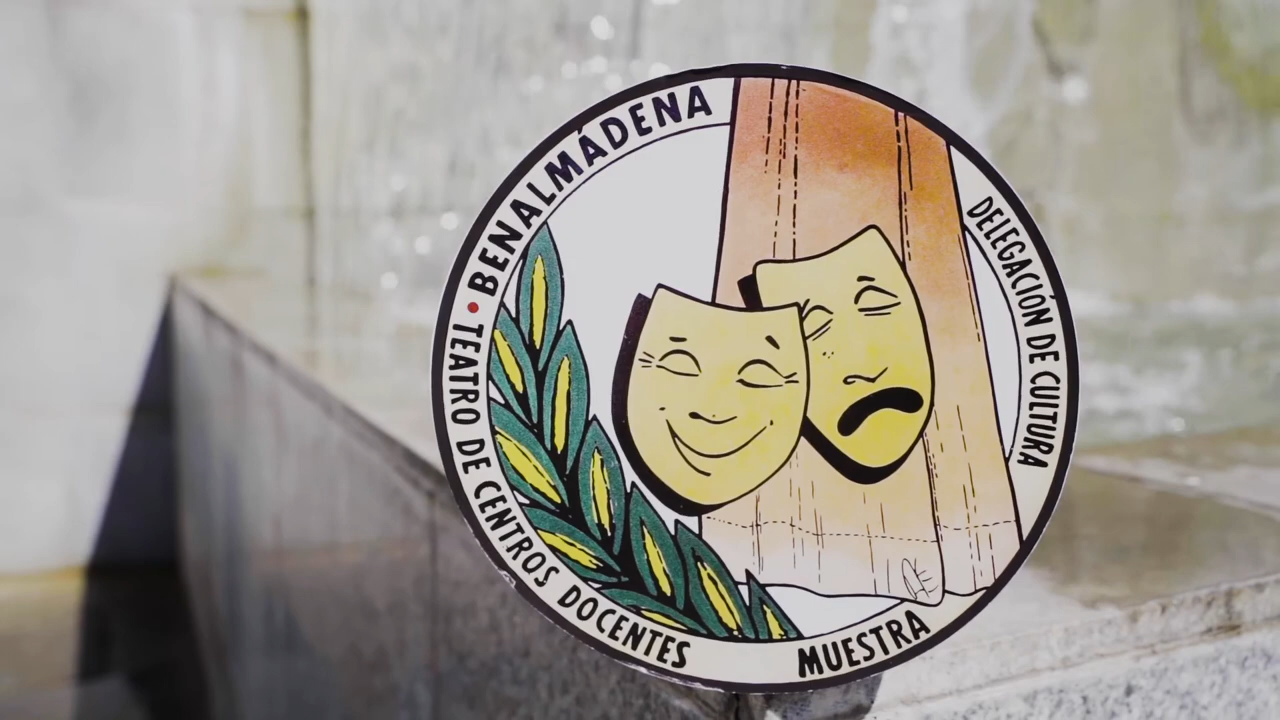 MUESTRA
TEATRO DE CENTROS DOCENTES
• BENALMÁDENA
DELEGACIÓN DE CULTURA